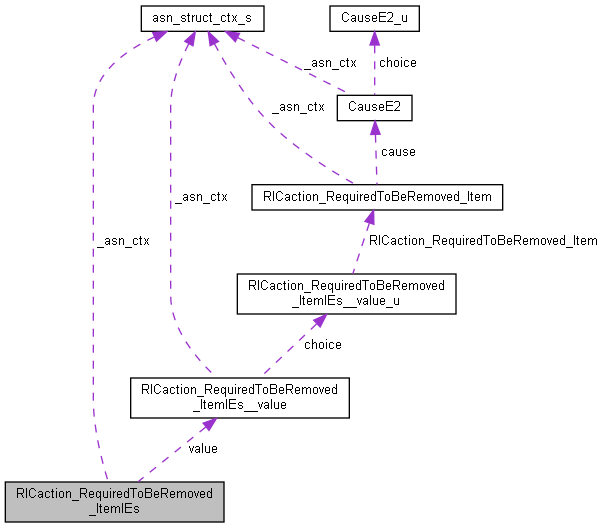 asn_struct_ctx_s
CauseE2_u
_asn_ctx
choice
CauseE2
_asn_ctx
cause
RICaction_RequiredToBeRemoved_Item
_asn_ctx
_asn_ctx
RICaction_RequiredToBeRemoved_Item
RICaction_RequiredToBeRemoved
_ItemIEs__value_u
choice
RICaction_RequiredToBeRemoved
_ItemIEs__value
value
RICaction_RequiredToBeRemoved
_ItemIEs